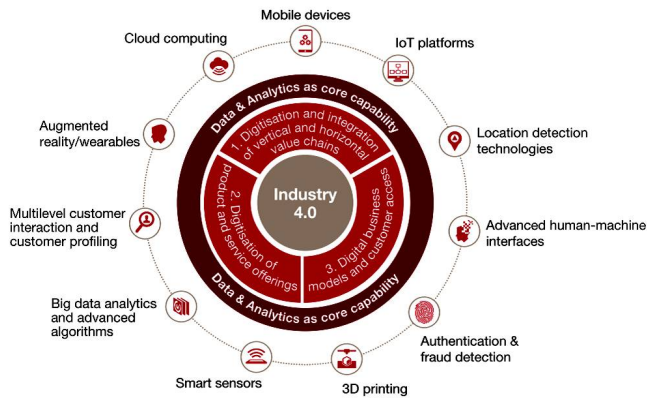 Mobile devices
Cloud computing
IoT platforms
Augmented
reality/wearables
Location detection
technologies
Multilevel customer
interaction and
customer profiling
Advanced human-machine
interfaces
Big data analytics
and advanced
algorithms
Authentication &
fraud detection
Smart sensors
3D printing
Data & Analytics as core capability
1. Digitisation and integration
of vertical and horizontal
value chains
2. Digitisation of
product and service offerings
3. Digital business
models and customer access
Industry
4.0
Data & Analytics as core capability